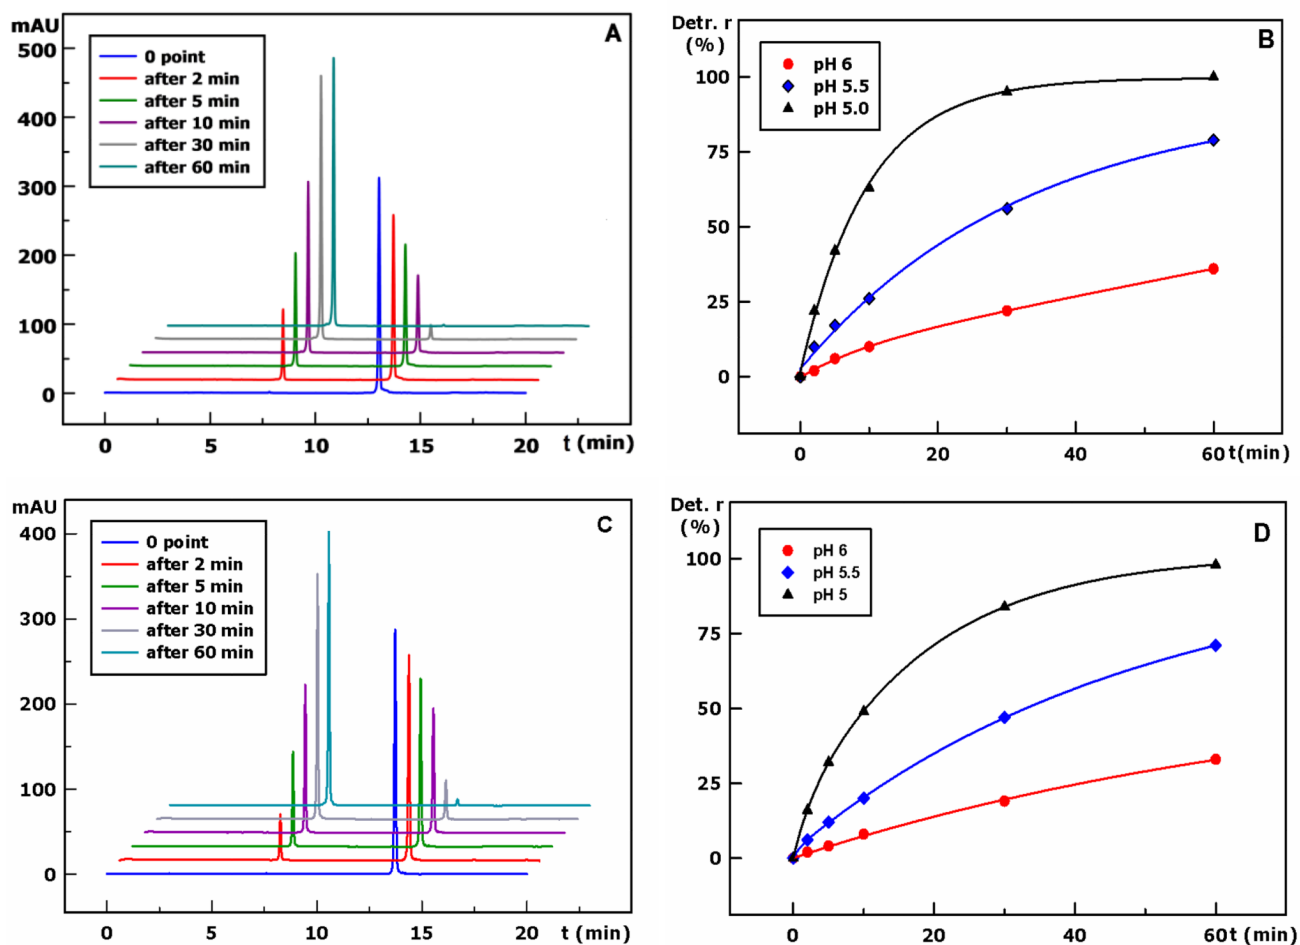 mAU
A
500
400
300
200
100
0
0 point
after 2 min
after 5 min
after 10 min
after 30 min
after 60 min
0 5 10 15 20 t (min)
Detr. r
(%)
B
100
75
50
25
0
pH 6
pH 5.5
pH 5.0
0 20 40 60 t(min)
mAU
C
400
300
200
100
0
0 point
after 2 min
after 5 min
after 10 min
after 30 min
after 60 min
0 5 10 15 20 t (min)
Det. r
(%)
D
100
75
50
25
0
pH 6
pH 5.5
pH 5
0 20 40 60 t (min)